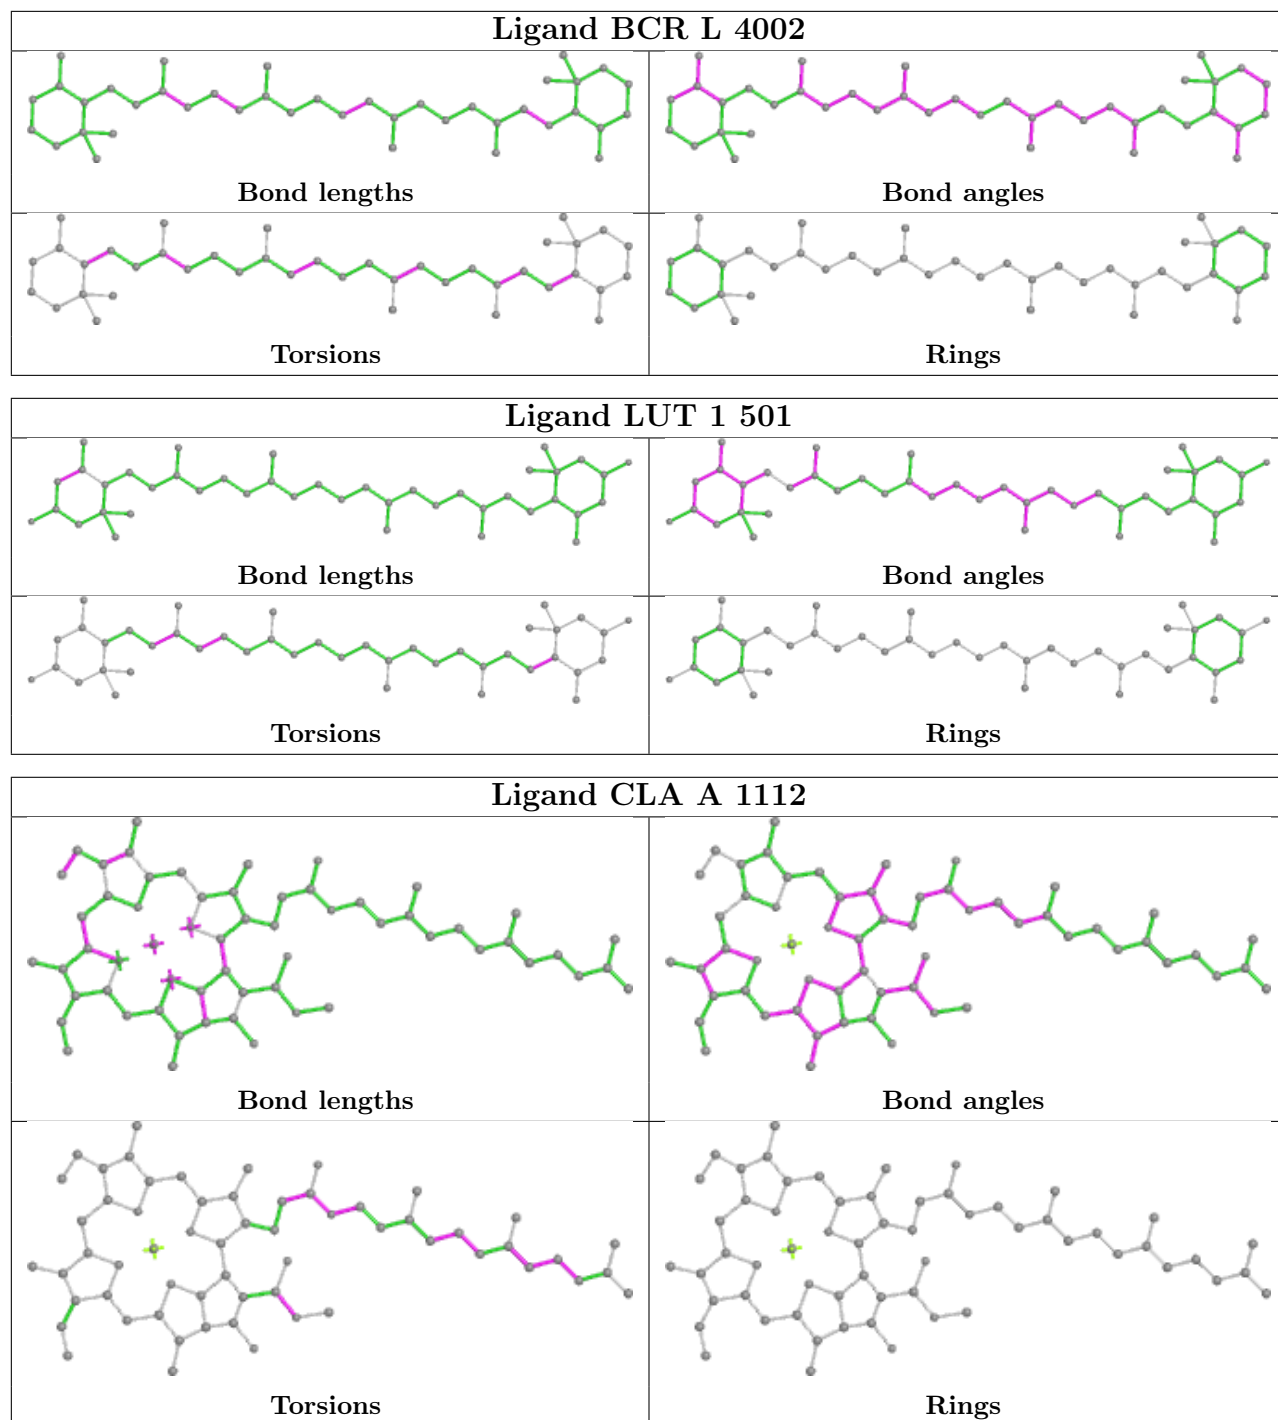 Ligand BCR L 4002
Bond lengths
Bond angles
Torsions
Rings
Ligand LUT 1 501
Bond lengths
Bond angles
Torsions
Rings
Ligand CLA A 1112
Bond lengths
Bond angles
Torsions
Rings